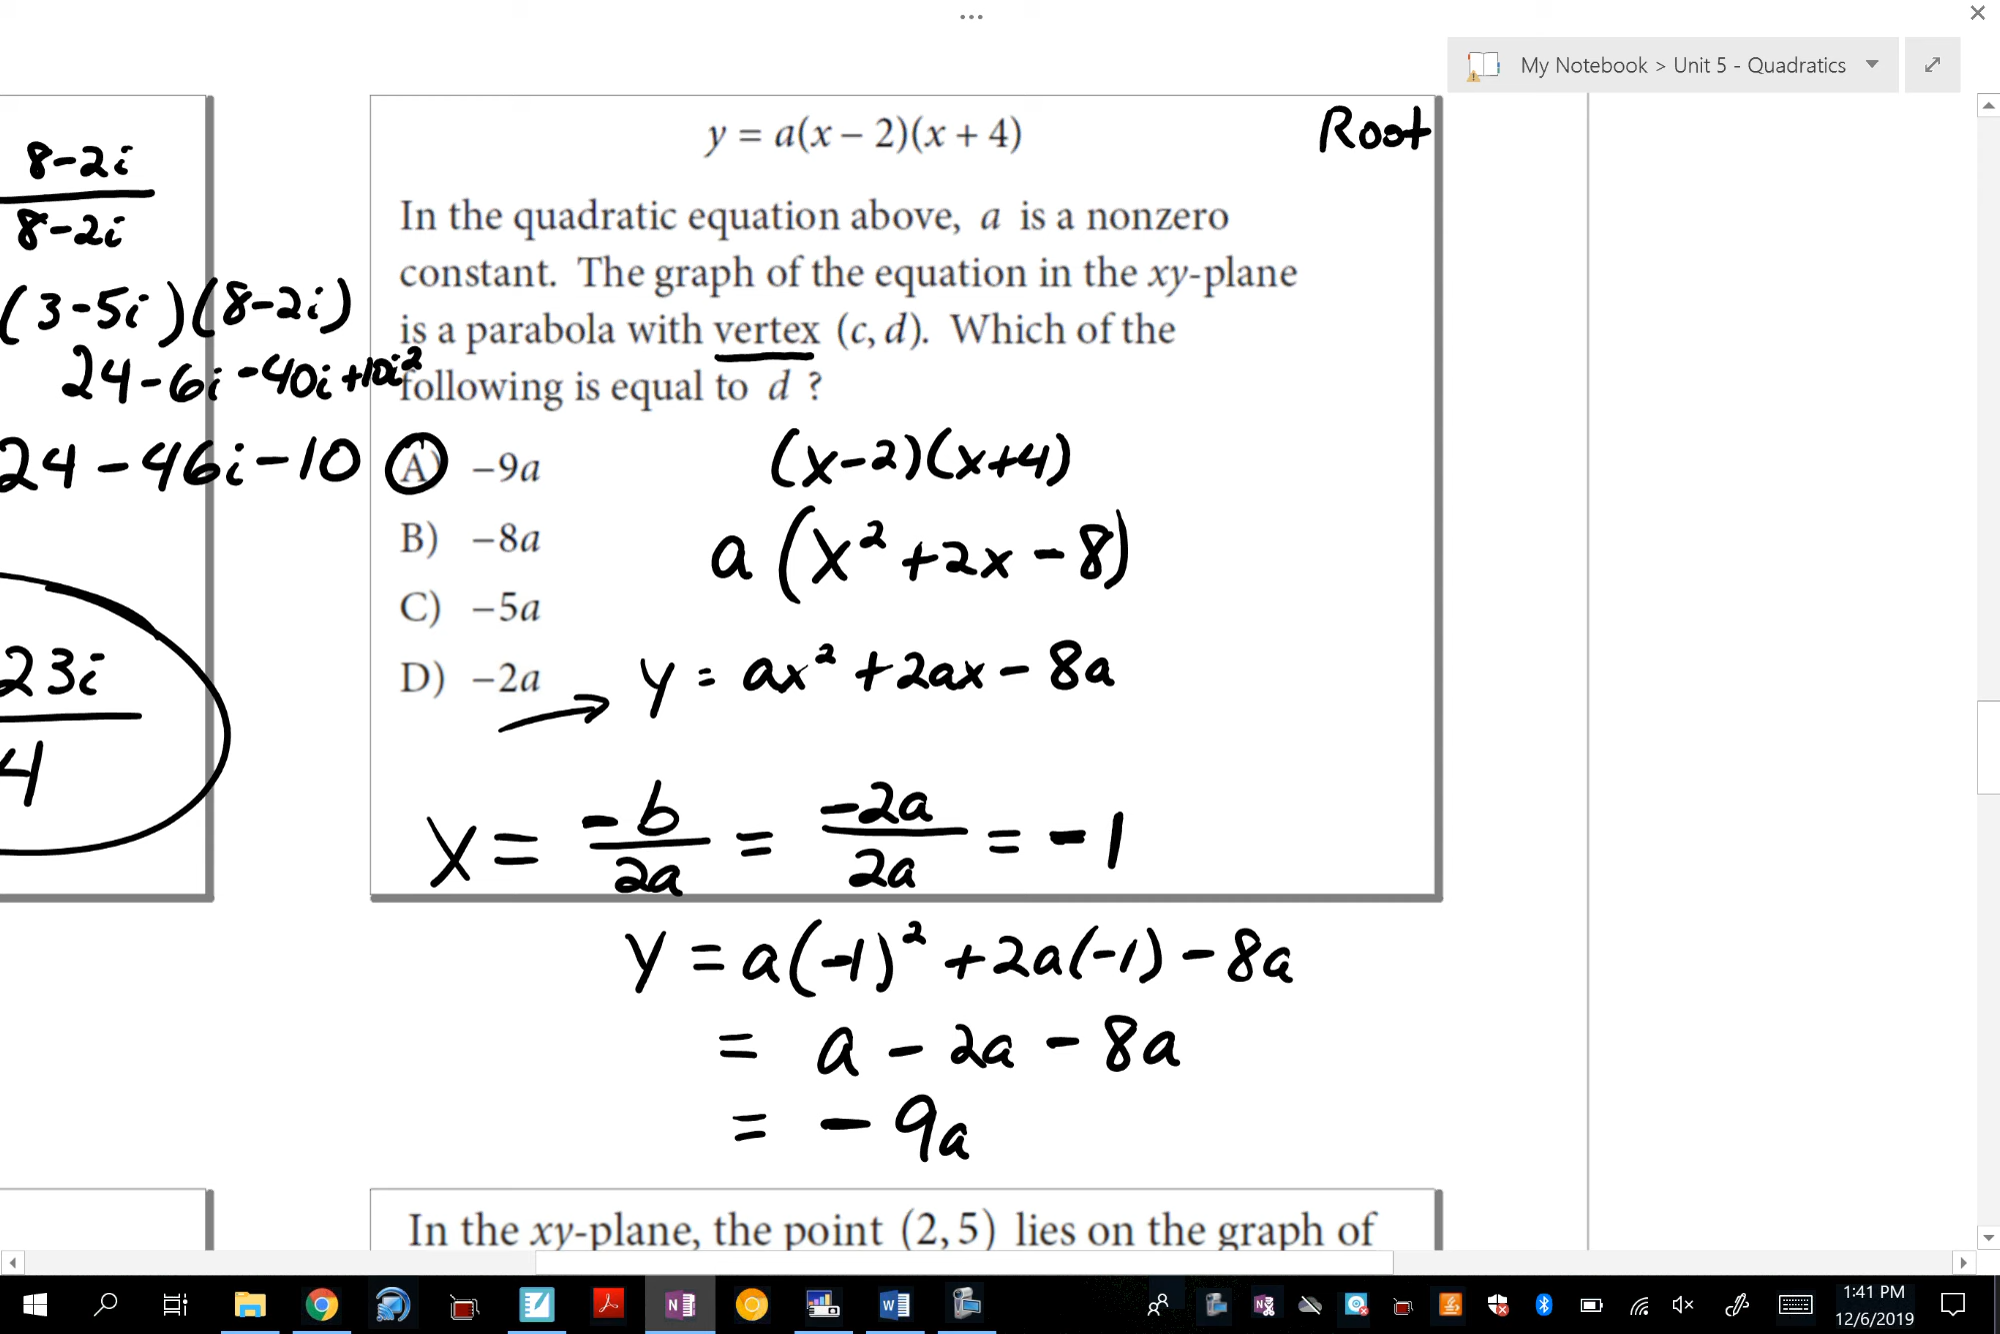 My Notebook > Unit 5 - Quadratics
8-2i
8-2i
(3-5i)(8-2i)
24-6i-40i+10i²
24-46i-10
23i
4
y = a(x – 2)(x + 4)
Root
In the quadratic equation above, a is a nonzero
constant. The graph of the equation in the xy-plane
is a parabola with vertex (c, d). Which of the
following is equal to d ?
A) –9a
B) –8a
C) –5a
D) –2a
(x-2)(x+4)
a(x²+2x-8)
y = ax²+2ax-8a
x = -b/2a = -2a/2a = -1
y = a(-1)²+2a(-1)-8a
= a-2a-8a
= -9a
In the xy-plane, the point (2,5) lies on the graph of
1:41 PM
12/6/2019